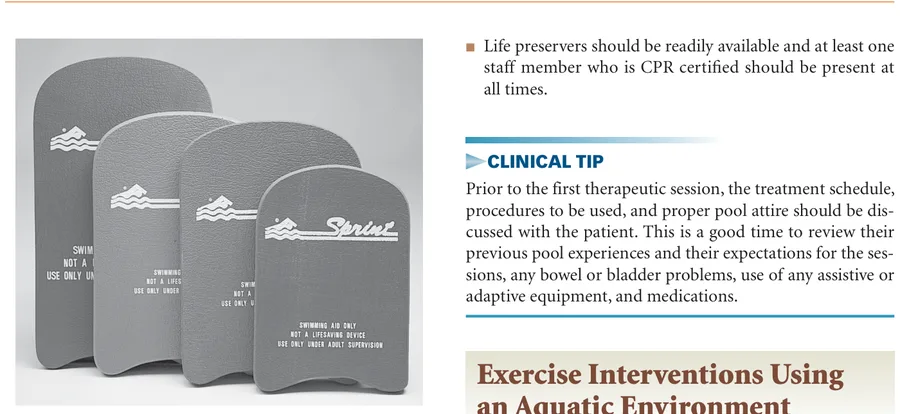 SWIM
NOT A
USE ONLY UN
SWIMMING
NOT A LIFES
USE ONLY UNDER
SWIM
NOT A
USE ONLY U
Sprint
SWIMMING AID ONLY
NOT A LIFESAVING DEVICE
USE ONLY UNDER ADULT SUPERVISION
■ Life preservers should be readily available and at least one
staff member who is CPR certified should be present at
all times.
CLINICAL TIP
Prior to the first therapeutic session, the treatment schedule,
procedures to be used, and proper pool attire should be dis-
cussed with the patient. This is a good time to review their
previous pool experiences and their expectations for the ses-
sions, any bowel or bladder problems, use of any assistive or
adaptive equipment, and medications.
Exercise Interventions Using
an Aquatic Environment